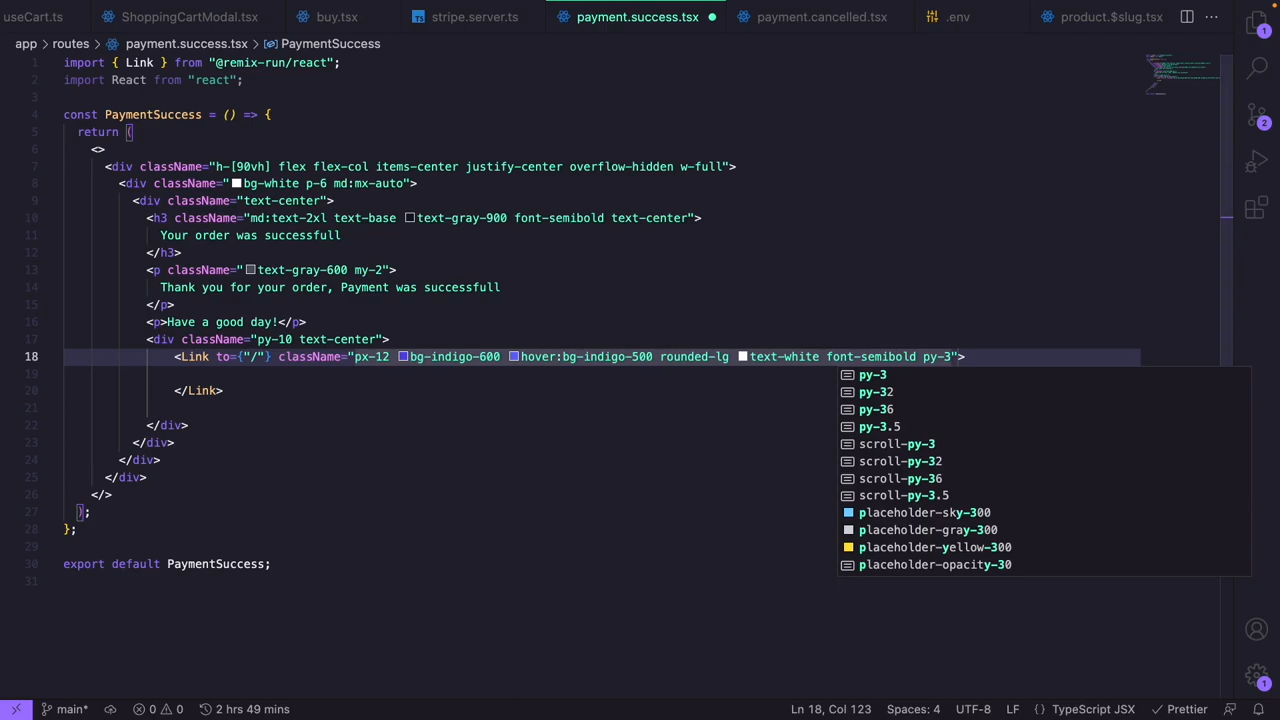 useCart.ts ShoppingCartModal.tsx buy.tsx stripe.server.ts payment.success.tsx payment.cancelled.tsx .env product.$slug.tsx
app > routes > payment.success.tsx > PaymentSuccess
1 import { Link } from "@remix-run/react";
2 import React from "react";
3
4 const PaymentSuccess = () => {
5 return (
6 <>
7 <div className="h-[90vh] flex flex-col items-center justify-center overflow-hidden w-full">
8 <div className="bg-white p-6 md:mx-auto">
9 <div className="text-center">
10 <h3 className="md:text-2xl text-base text-gray-900 font-semibold text-center">
11 Your order was successfull
12 </h3>
13 <p className="text-gray-600 my-2">
14 Thank you for your order, Payment was successfull
15 </p>
16 <p>Have a good day!</p>
17 <div className="py-10 text-center">
18 <Link to={"/"} className="px-12 bg-indigo-600 hover:bg-indigo-500 rounded-lg text-white font-semibold py-3">
19
20 </Link>
21
22 </div>
23 </div>
24 </div>
25 </div>
26 </>
27 );
28 };
29
30 export default PaymentSuccess;
31
py-3
py-32
py-36
py-3.5
scroll-py-3
scroll-py-32
scroll-py-36
scroll-py-3.5
placeholder-sky-300
placeholder-gray-300
placeholder-yellow-300
placeholder-opacity-30
1
2
1
main* 0 0 2 hrs 49 mins Ln 18, Col 123 Spaces: 4 UTF-8 LF {} TypeScript JSX Prettier